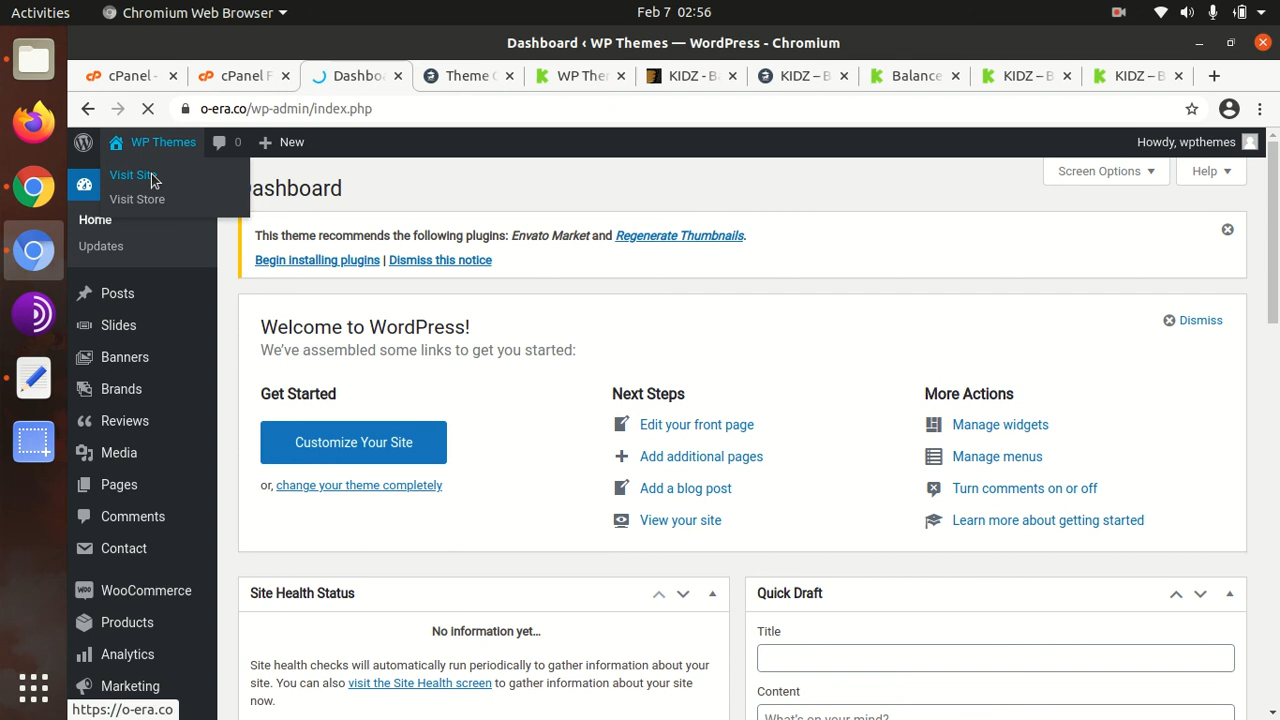 Activities
Chromium Web Browser
Feb 7 02:56
Dashboard ‹ WP Themes — WordPress - Chromium
cPanel -
cPanel F
Dashbo
Theme
WP The
KIDZ - B
KIDZ – B
Balance
KIDZ – B
KIDZ – B
o-era.co/wp-admin/index.php
WP Themes
0
New
Howdy, wpthemes
Visit Site
Visit Store
Dashboard
Screen Options
Help
Home
Updates
This theme recommends the following plugins: Envato Market and Regenerate Thumbnails.
Begin installing plugins | Dismiss this notice
Posts
Slides
Banners
Brands
Reviews
Media
Pages
Comments
Contact
WooCommerce
Products
Analytics
Marketing
Welcome to WordPress!
We've assembled some links to get you started:
Dismiss
Get Started
Customize Your Site
or, change your theme completely
Next Steps
Edit your front page
Add additional pages
Add a blog post
View your site
More Actions
Manage widgets
Manage menus
Turn comments on or off
Learn more about getting started
Site Health Status
No information yet...
Site health checks will automatically run periodically to gather information about your
site. You can also visit the Site Health screen to gather information about your site
now.
Quick Draft
Title
Content
What's on your mind?
https://o-era.co